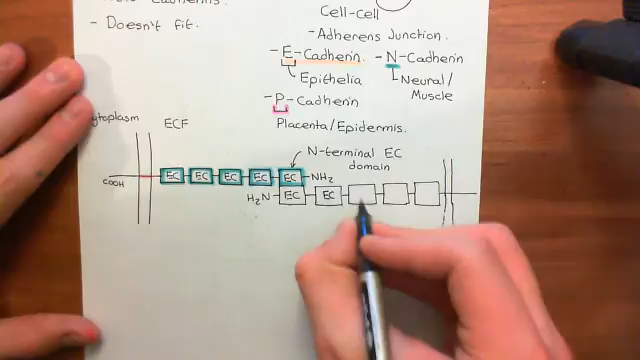 - Doesn't fit.
Cell-cell
- Adherens Junction.
- E-Cadherin.
Epithelia
- N-Cadherin
Neural/
Muscle
- P-Cadherin
Placenta/Epidermis.
ECF
N-terminal EC
domain
COOH EC EC EC EC EC NH2
H2N EC EC